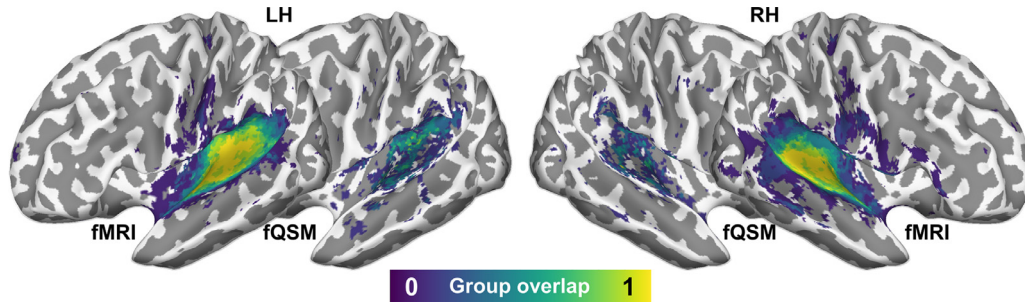 LH
RH
fMRI
fQSM
fQSM
fMRI
0 Group overlap 1